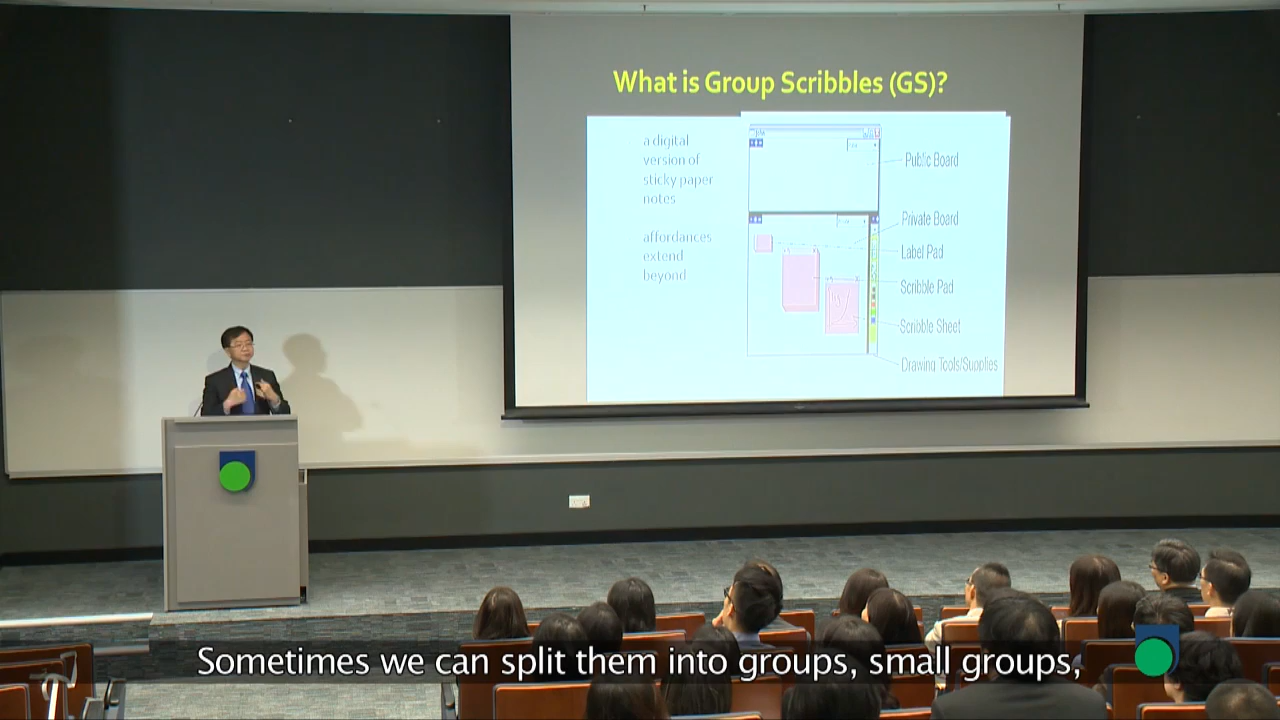 What is Group Scribbles (GS)?
a digital
version of
sticky paper
notes
affordances
extend
beyond
Public Board
Private Board
Label Pad
Scribble Pad
Scribble Sheet
Drawing Tools/Supplies
Sometimes we can split them into groups, small groups,